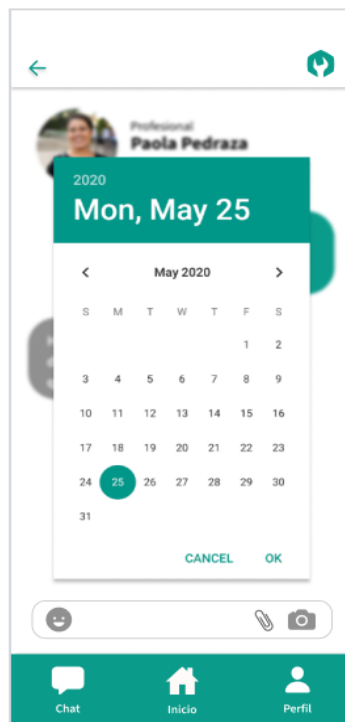 Profesional
Paola Pedraza
2020
Mon, May 25
May 2020
S M T W T F S
1 2
3 4 5 6 7 8 9
10 11 12 13 14 15 16
17 18 19 20 21 22 23
24 25 26 27 28 29 30
31
CANCEL OK
Chat Inicio Perfil